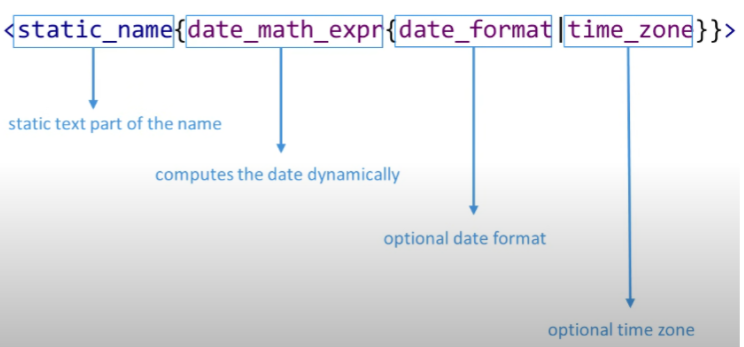 <static_name{date_math_expr{date_format|time_zone}}>
static text part of the name
computes the date dynamically
optional date format
optional time zone